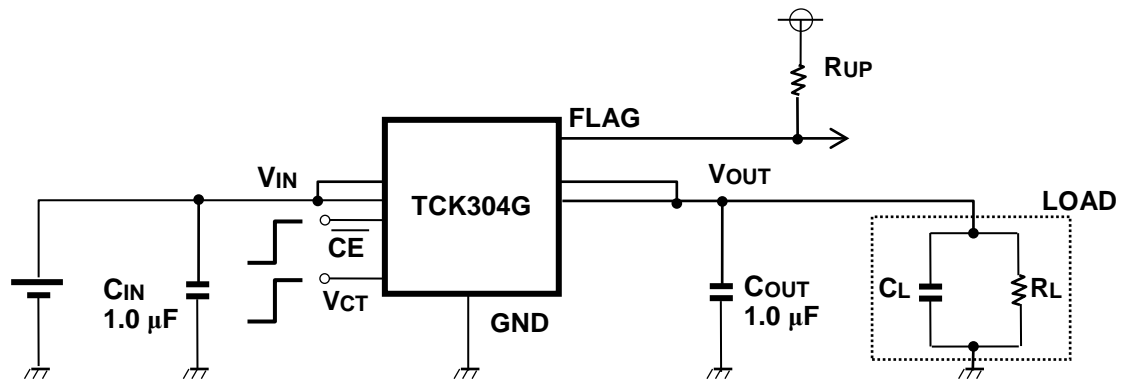 RUP
FLAG
VIN
VOUT
TCK304G
LOAD
CE
CIN
1.0 μF
VCT
GND
COUT
1.0 μF
CL
RL